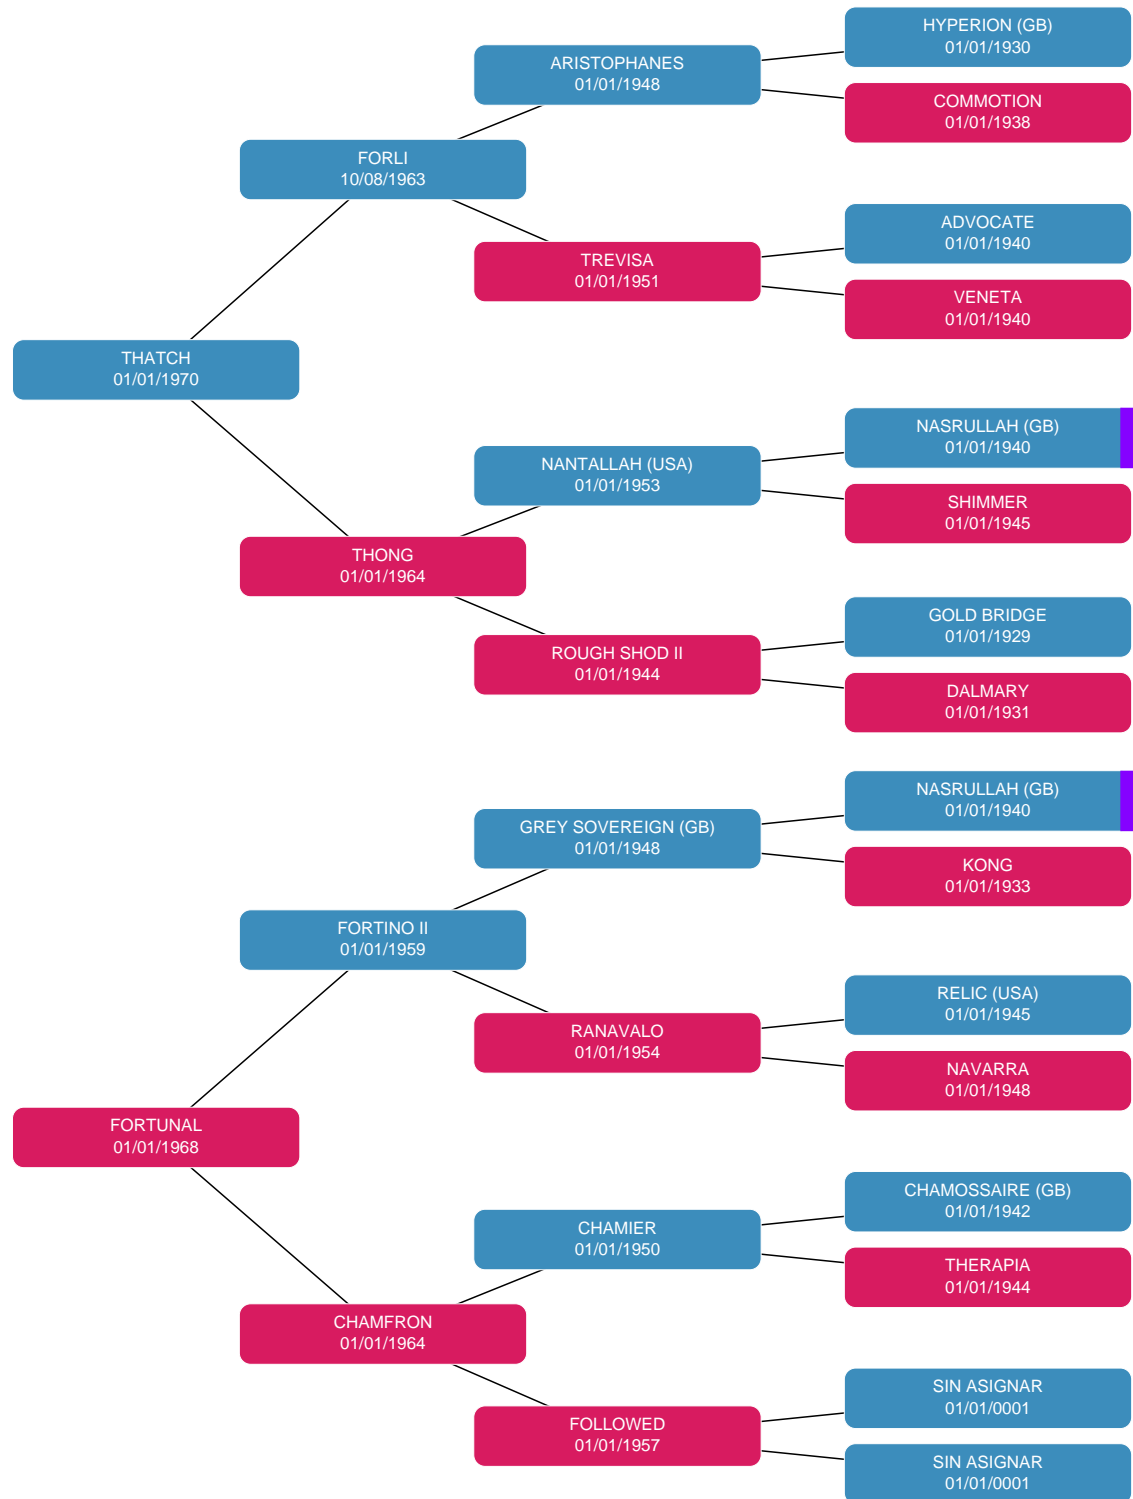 HYPERION (GB)
01/01/1930
ARISTOPHANES
01/01/1948
COMMOTION
01/01/1938
FORLI
10/08/1963
ADVOCATE
01/01/1940
TREVISA
01/01/1951
VENETA
01/01/1940
THATCH
01/01/1970
NASRULLAH (GB)
01/01/1940
NANTALLAH (USA)
01/01/1953
SHIMMER
01/01/1945
THONG
01/01/1964
GOLD BRIDGE
01/01/1929
ROUGH SHOD II
01/01/1944
DALMARY
01/01/1931
NASRULLAH (GB)
01/01/1940
GREY SOVEREIGN (GB)
01/01/1948
KONG
01/01/1933
FORTINO II
01/01/1959
RELIC (USA)
01/01/1945
RANAVALO
01/01/1954
NAVARRA
01/01/1948
FORTUNAL
01/01/1968
CHAMOSSAIRE (GB)
01/01/1942
CHAMIER
01/01/1950
THERAPIA
01/01/1944
CHAMFRON
01/01/1964
SIN ASIGNAR
01/01/0001
FOLLOWED
01/01/1957
SIN ASIGNAR
01/01/0001